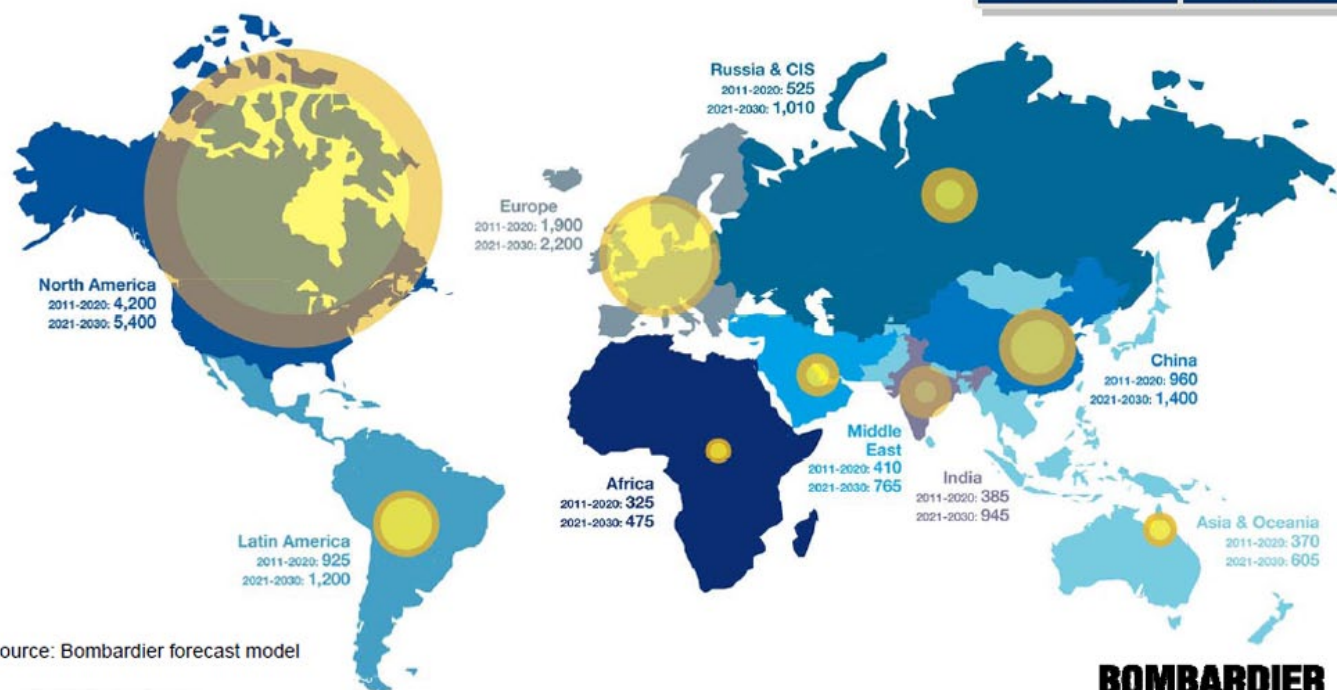 Russia & CIS
2011-2020: 525
2021-2030: 1,010
Europe
2011-2020: 1,900
2021-2030: 2,200
North America
2011-2020: 4,200
2021-2030: 5,400
China
2011-2020: 960
2021-2030: 1,400
Middle
East
2011-2020: 410
2021-2030: 765
Africa
2011-2020: 325
2021-2030: 475
India
2011-2020: 385
2021-2030: 945
Asia & Oceania
2011-2020: 370
2021-2030: 605
Latin America
2011-2020: 925
2021-2030: 1,200
ource: Bombardier forecast model
BOMBARDIER